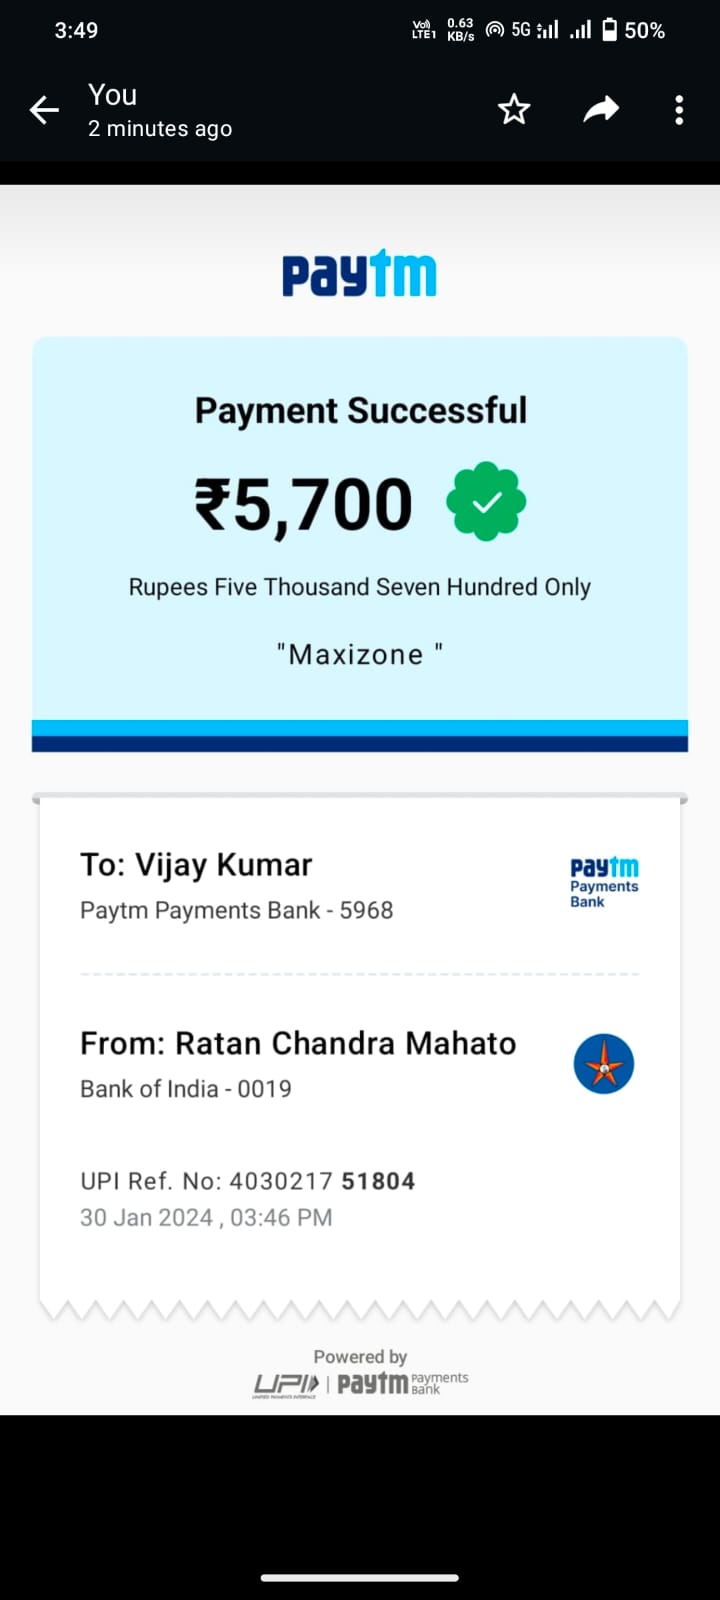 3:49
Vo) LTE1 0.63 KB/s 5G 50%
You
2 minutes ago
paytm
Payment Successful
₹5,700
Rupees Five Thousand Seven Hundred Only
"Maxizone "
To: Vijay Kumar
Paytm Payments Bank - 5968
paytm
Payments
Bank
From: Ratan Chandra Mahato
Bank of India - 0019
UPI Ref. No: 4030217 51804
30 Jan 2024 , 03:46 PM
Powered by
UPI | paytm Payments Bank
UNIFIED PAYMENTS INTERFACE